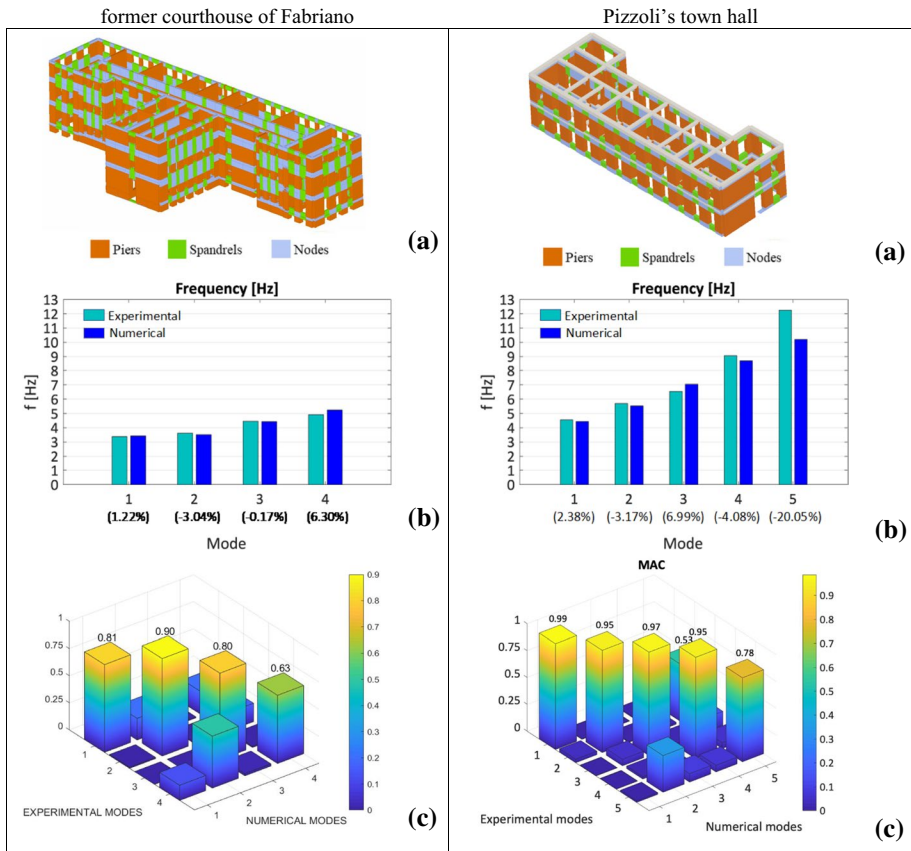 former courthouse of Fabriano
Piers Spandrels Nodes
(a)
Frequency [Hz]
13
12
11
10
9
8
7
6
5
4
3
2
1
0
f [Hz]
Experimental
Numerical
1 2 3 4
(1.22%) (-3.04%) (-0.17%) (6.30%)
Mode
(b)
1
0.75
0.5
0.25
0
0.81 0.90 0.80 0.63
1 2 3 4
EXPERIMENTAL MODES
1 2 3 4
NUMERICAL MODES
0.9
0.8
0.7
0.6
0.5
0.4
0.3
0.2
0.1
0
(c)
Pizzoli's town hall
Piers Spandrels Nodes
(a)
Frequency [Hz]
13
12
11
10
9
8
7
6
5
4
3
2
1
0
f [Hz]
Experimental
Numerical
1 2 3 4 5
(2.38%) (-3.17%) (6.99%) (-4.08%) (-20.05%)
Mode
(b)
MAC
1
0.75
0.5
0.25
0
0.99 0.95 0.97 0.53 0.95 0.78
1 2 3 4 5
Experimental modes
1 2 3 4 5
Numerical modes
0.9
0.8
0.7
0.6
0.5
0.4
0.3
0.2
0.1
0
(c)